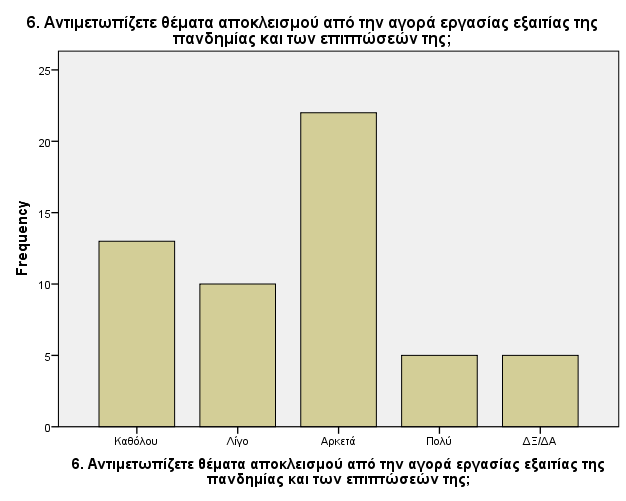 6. Αντιμετωπίζετε θέματα αποκλεισμού από την αγορά εργασίας εξαιτίας της
πανδημίας και των επιπτώσεών της;
25
20
15
10
5
0
Frequency
Καθόλου
Λίγο
Αρκετά
Πολύ
ΔΞ/ΔΑ
6. Αντιμετωπίζετε θέματα αποκλεισμού από την αγορά εργασίας εξαιτίας της
πανδημίας και των επιπτώσεών της;